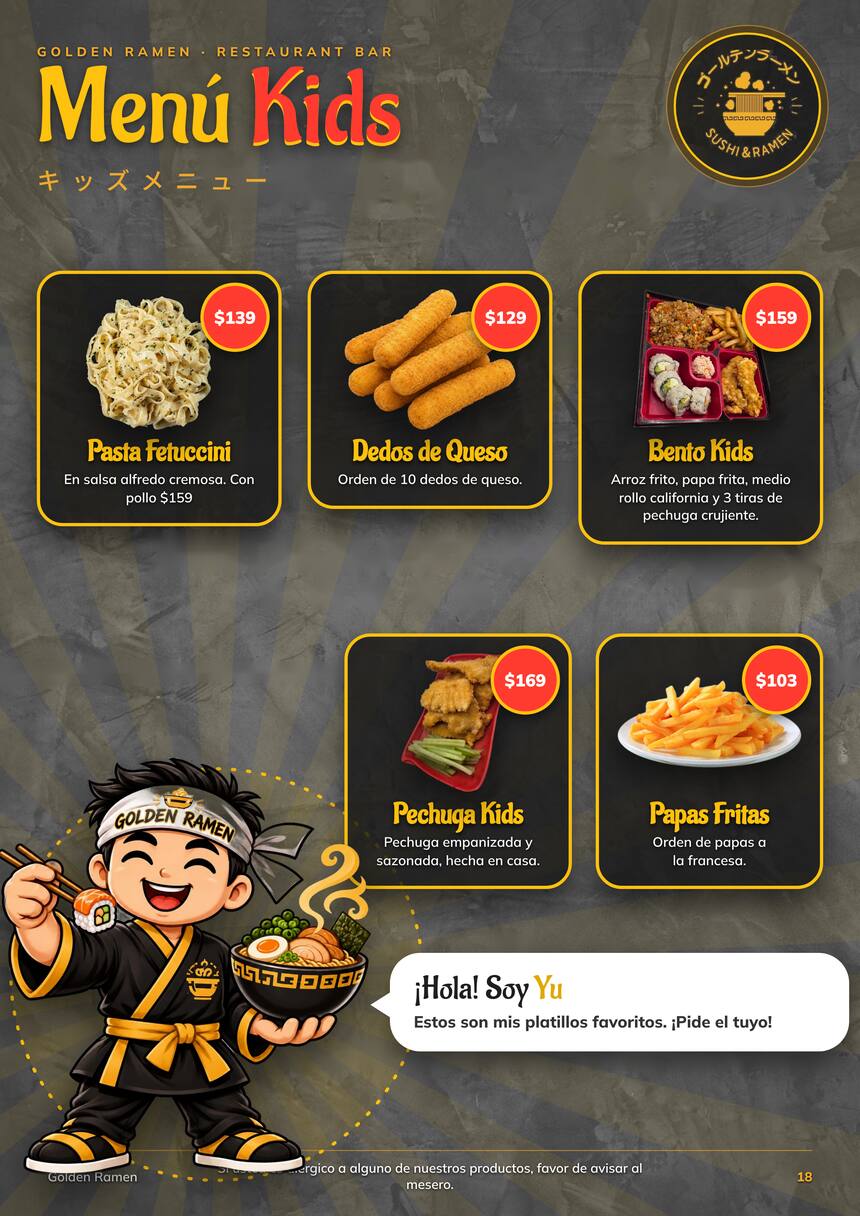 GOLDEN RAMEN · RESTAURANT BAR
Menú Kids
キッズメニュー
ゴールデンラーメン
SUSHI & RAMEN
$139
Pasta Fetuccini
En salsa alfredo cremosa. Con
pollo $159
$129
Dedos de Queso
Orden de 10 dedos de queso.
$159
Bento Kids
Arroz frito, papa frita, medio
rollo california y 3 tiras de
pechuga crujiente.
$169
Pechuga Kids
Pechuga empanizada y
sazonada, hecha en casa.
$103
Papas Fritas
Orden de papas a
la francesa.
GOLDEN RAMEN
¡Hola! Soy Yu
Estos son mis platillos favoritos. ¡Pide el tuyo!
Golden Ramen
a alguno de nuestros productos, favor de avisar al
mesero.
18